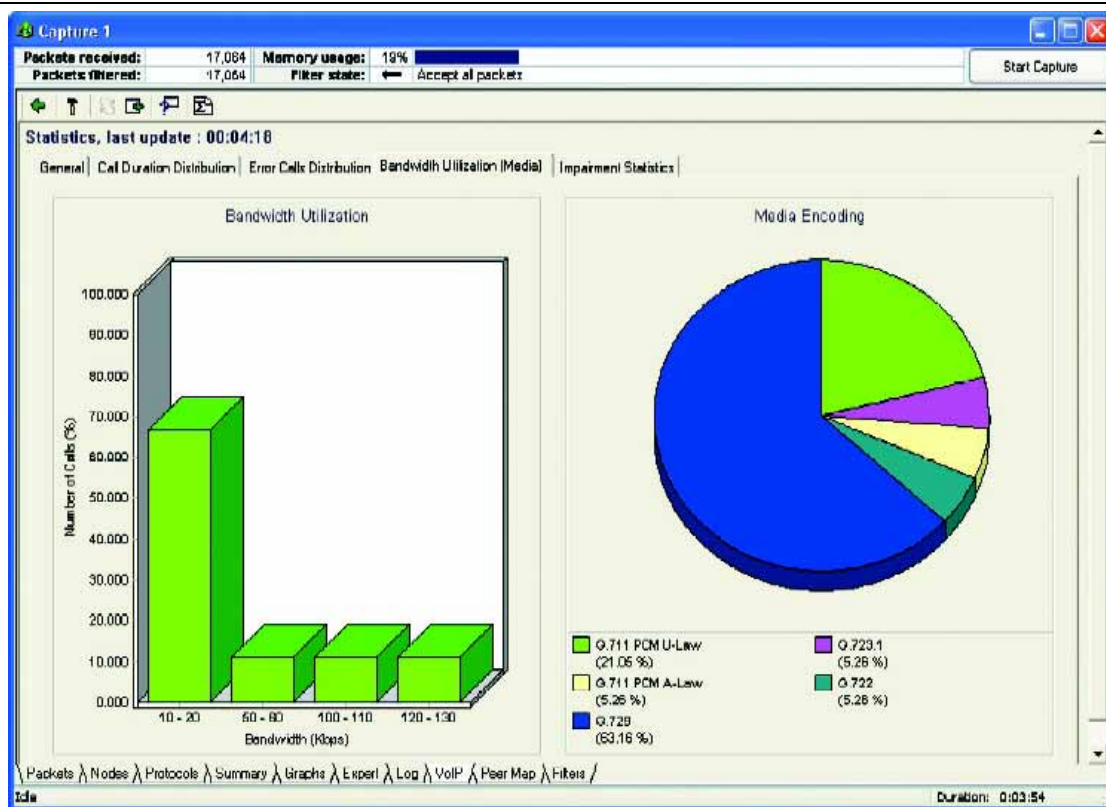 Capture 1
Packets received: 17,064 Memory usage: 19%
Packets filtered: 17,064 Filter state: Accept all packets
Start Capture
Statistics, last update : 00:04:18
General Call Duration Distribution Error Calls Distribution Bandwidth Utilization (Media) Impairment Statistics
Bandwidth Utilization
Number of Calls (%)
100.000
90.000
80.000
70.000
60.000
50.000
40.000
30.000
20.000
10.000
0.000
10 - 20
100 - 110
120 - 130
Bandwidth (Kbps)
Media Encoding
G.711 PCM U-Law
(21.05 %)
G.723.1
(5.26 %)
G.711 PCM A-Law
(5.26 %)
G.722
(5.26 %)
G.729
(63.16 %)
Packets Nodes Protocols Summary Graphs Expert Log VoIP Peer Map Filters
Idle
Duration: 0:03:54